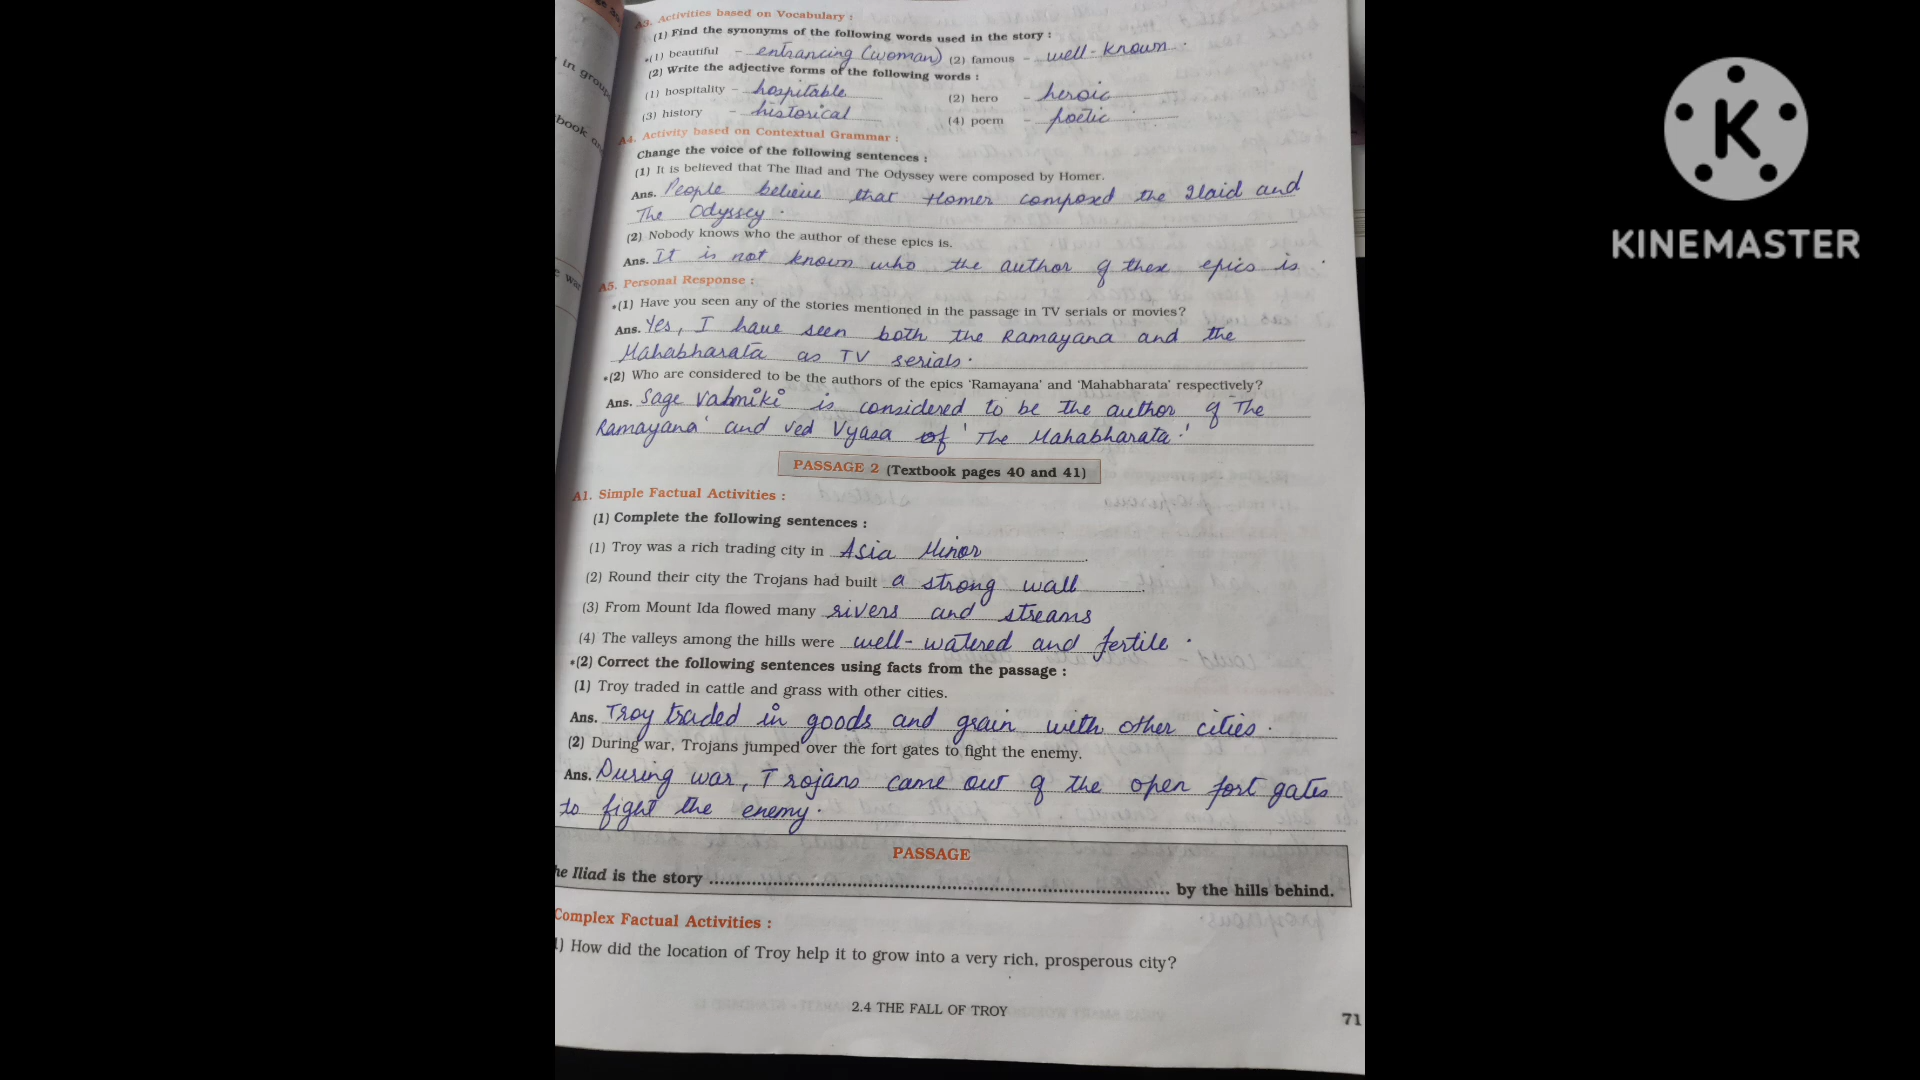 A3. Activities based on Vocabulary :
(1) Find the synonyms of the following words used in the story :
*(1) beautiful – entrancing (woman) (2) famous – well-known.
(2) Write the adjective forms of the following words :
(1) hospitality – hospitable (2) hero – heroic
(3) history – historical (4) poem – poetic
A4. Activity based on Contextual Grammar :
Change the voice of the following sentences :
(1) It is believed that The Iliad and The Odyssey were composed by Homer.
Ans. People believe that Homer composed the Ilaid and
The Odyssey.
(2) Nobody knows who the author of these epics is.
Ans. It is not known who the author of these epics is.
A5. Personal Response :
*(1) Have you seen any of the stories mentioned in the passage in TV serials or movies?
Ans. Yes, I have seen both the Ramayana and the
Mahabharata as TV serials.
*(2) Who are considered to be the authors of the epics 'Ramayana' and 'Mahabharata' respectively?
Ans. Sage Valmiki is considered to be the author of 'The
Ramayana' and Ved Vyasa of 'The Mahabharata.'
PASSAGE 2 (Textbook pages 40 and 41)
A1. Simple Factual Activities :
(1) Complete the following sentences :
(1) Troy was a rich trading city in Asia Minor.
(2) Round their city the Trojans had built a strong wall.
(3) From Mount Ida flowed many rivers and streams
(4) The valleys among the hills were well-watered and fertile.
*(2) Correct the following sentences using facts from the passage :
(1) Troy traded in cattle and grass with other cities.
Ans. Troy traded in goods and grain with other cities.
(2) During war, Trojans jumped over the fort gates to fight the enemy.
Ans. During war, Trojans came out of the open fort gates
to fight the enemy.
PASSAGE
he Iliad is the story .......... by the hills behind.
Complex Factual Activities :
1) How did the location of Troy help it to grow into a very rich, prosperous city?
2.4 THE FALL OF TROY
71
in group
book an
e war
K
KINEMASTER